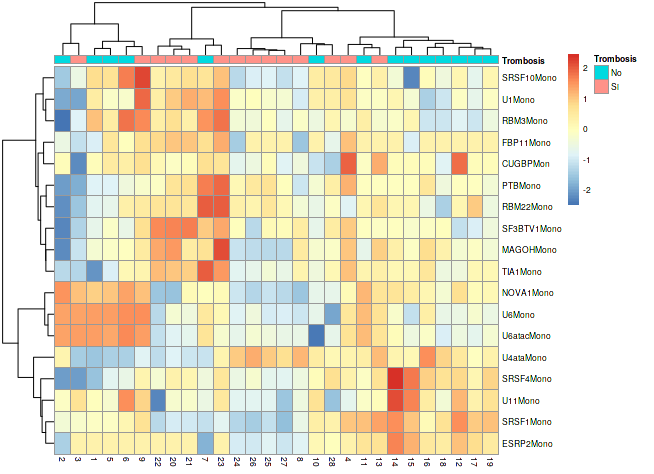 Trombosis
SRSF10Mono
U1Mono
RBM3Mono
FBP11Mono
CUGBPMon
PTBMono
RBM22Mono
SF3BTV1Mono
MAGOHMono
TIA1Mono
NOVA1Mono
U6Mono
U6atacMono
U4ataMono
SRSF4Mono
U11Mono
SRSF1Mono
ESRP2Mono
2 3 1 5 6 9 22 20 21 7 23 24 26 25 27 8 10 28 4 11 13 14 15 16 18 12 17 19
2
1
0
-1
-2
Trombosis
No
SI